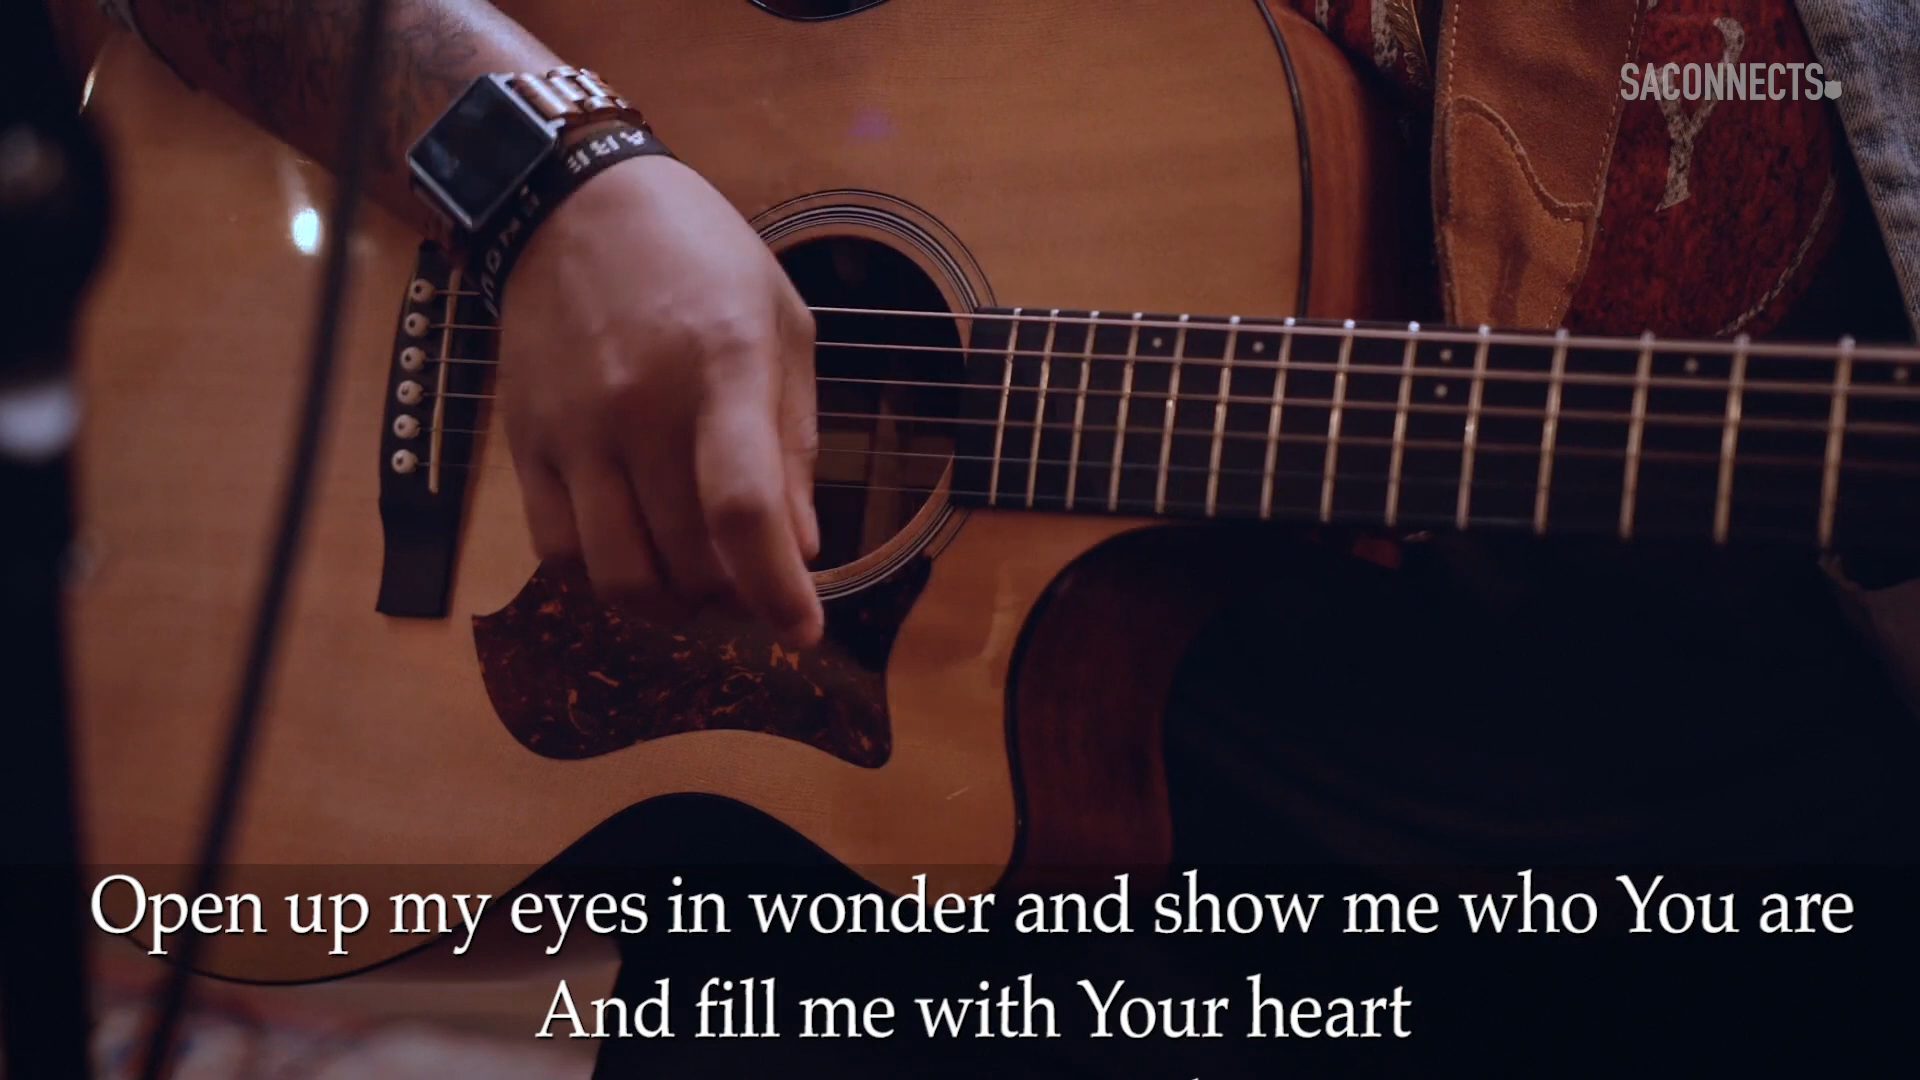 SACONNECTS
Open up my eyes in wonder and show me who You are
And fill me with Your heart